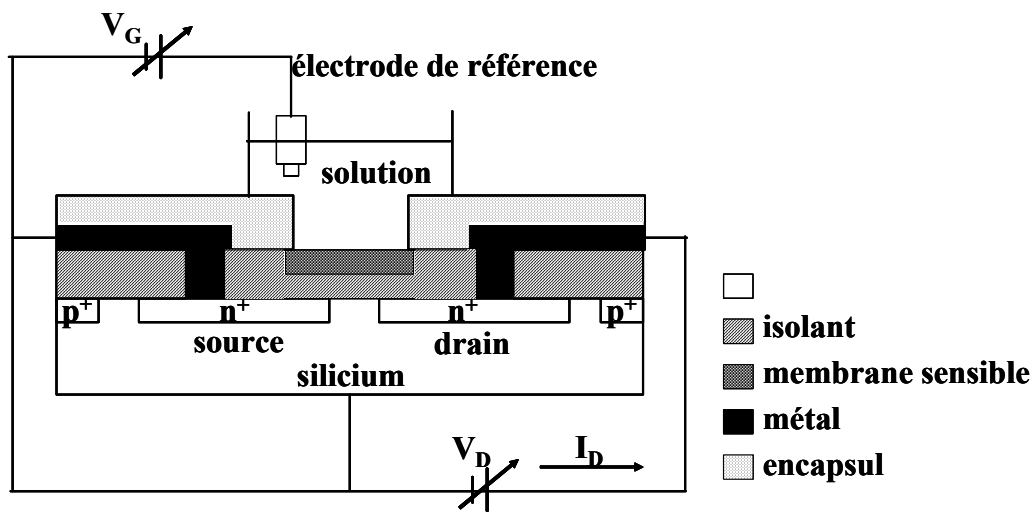 VG
électrode de référence
solution
p+ n+ n+ p+
source drain
silicium
VD ID
isolant
membrane sensible
métal
encapsul